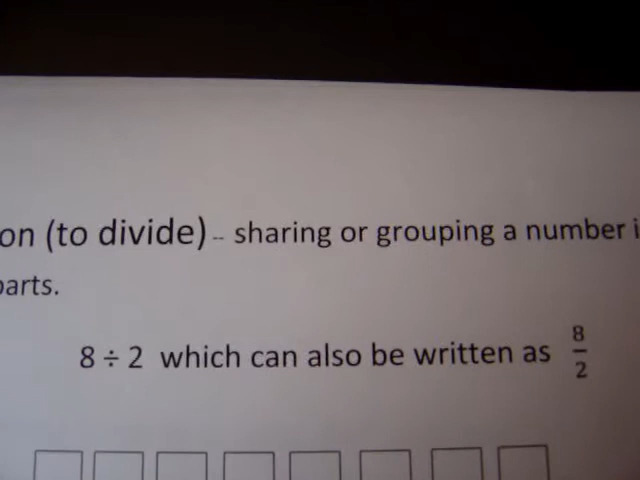 on (to divide) -- sharing or grouping a number i
parts.
8 ÷ 2 which can also be written as 8/2